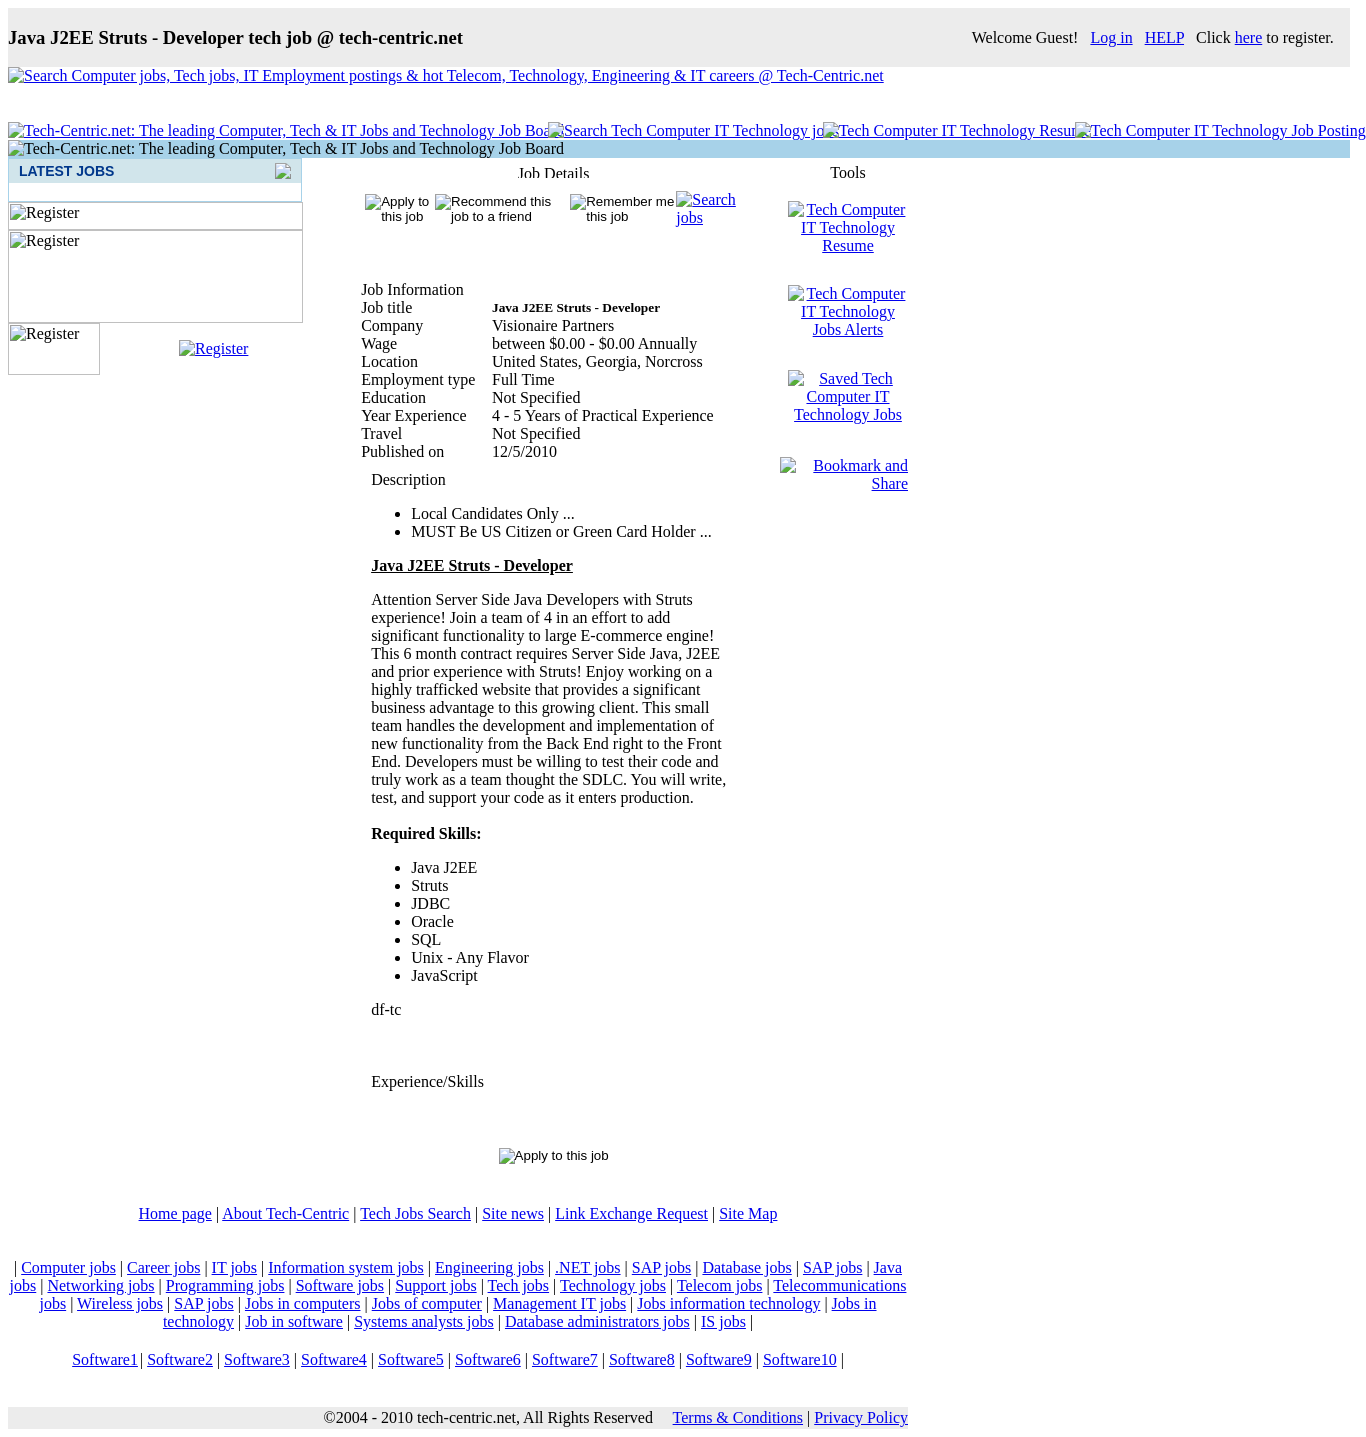 Java J2EE Struts - Developer tech job @ tech-centric.net
Welcome Guest! Log in HELP Click here to register.
Search Computer jobs, Tech jobs, IT Employment postings & hot Telecom, Technology, Engineering & IT careers @ Tech-Centric.net
Tech-Centric.net: The leading Computer, Tech & IT Jobs and Technology Job Board Search Tech Computer IT Technology jobs Tech Computer IT Technology Resume Tech Computer IT Technology Job Posting
Tech-Centric.net: The leading Computer, Tech & IT Jobs and Technology Job Board
LATEST JOBS
Register
Register
Register
Register
Job Details
Apply to this job
Recommend this job to a friend
Remember me this job
Search jobs
Job Information
Job title Java J2EE Struts - Developer
Company Visionaire Partners
Wage between $0.00 - $0.00 Annually
Location United States, Georgia, Norcross
Employment type Full Time
Education Not Specified
Year Experience 4 - 5 Years of Practical Experience
Travel Not Specified
Published on 12/5/2010
Description
• Local Candidates Only ...
• MUST Be US Citizen or Green Card Holder ...
Java J2EE Struts - Developer
Attention Server Side Java Developers with Struts
experience! Join a team of 4 in an effort to add
significant functionality to large E-commerce engine!
This 6 month contract requires Server Side Java, J2EE
and prior experience with Struts! Enjoy working on a
highly trafficked website that provides a significant
business advantage to this growing client. This small
team handles the development and implementation of
new functionality from the Back End right to the Front
End. Developers must be willing to test their code and
truly work as a team thought the SDLC. You will write,
test, and support your code as it enters production.
Required Skills:
• Java J2EE
• Struts
• JDBC
• Oracle
• SQL
• Unix - Any Flavor
• JavaScript
df-tc
Experience/Skills
Apply to this job
Tools
Tech Computer
IT Technology
Resume
Tech Computer
IT Technology
Jobs Alerts
Saved Tech
Computer IT
Technology Jobs
Bookmark and
Share
Home page | About Tech-Centric | Tech Jobs Search | Site news | Link Exchange Request | Site Map
| Computer jobs | Career jobs | IT jobs | Information system jobs | Engineering jobs | .NET jobs | SAP jobs | Database jobs | SAP jobs | Java
jobs | Networking jobs | Programming jobs | Software jobs | Support jobs | Tech jobs | Technology jobs | Telecom jobs | Telecommunications
jobs | Wireless jobs | SAP jobs | Jobs in computers | Jobs of computer | Management IT jobs | Jobs information technology | Jobs in
technology | Job in software | Systems analysts jobs | Database administrators jobs | IS jobs |
Software1 | Software2 | Software3 | Software4 | Software5 | Software6 | Software7 | Software8 | Software9 | Software10 |
©2004 - 2010 tech-centric.net, All Rights Reserved Terms & Conditions | Privacy Policy